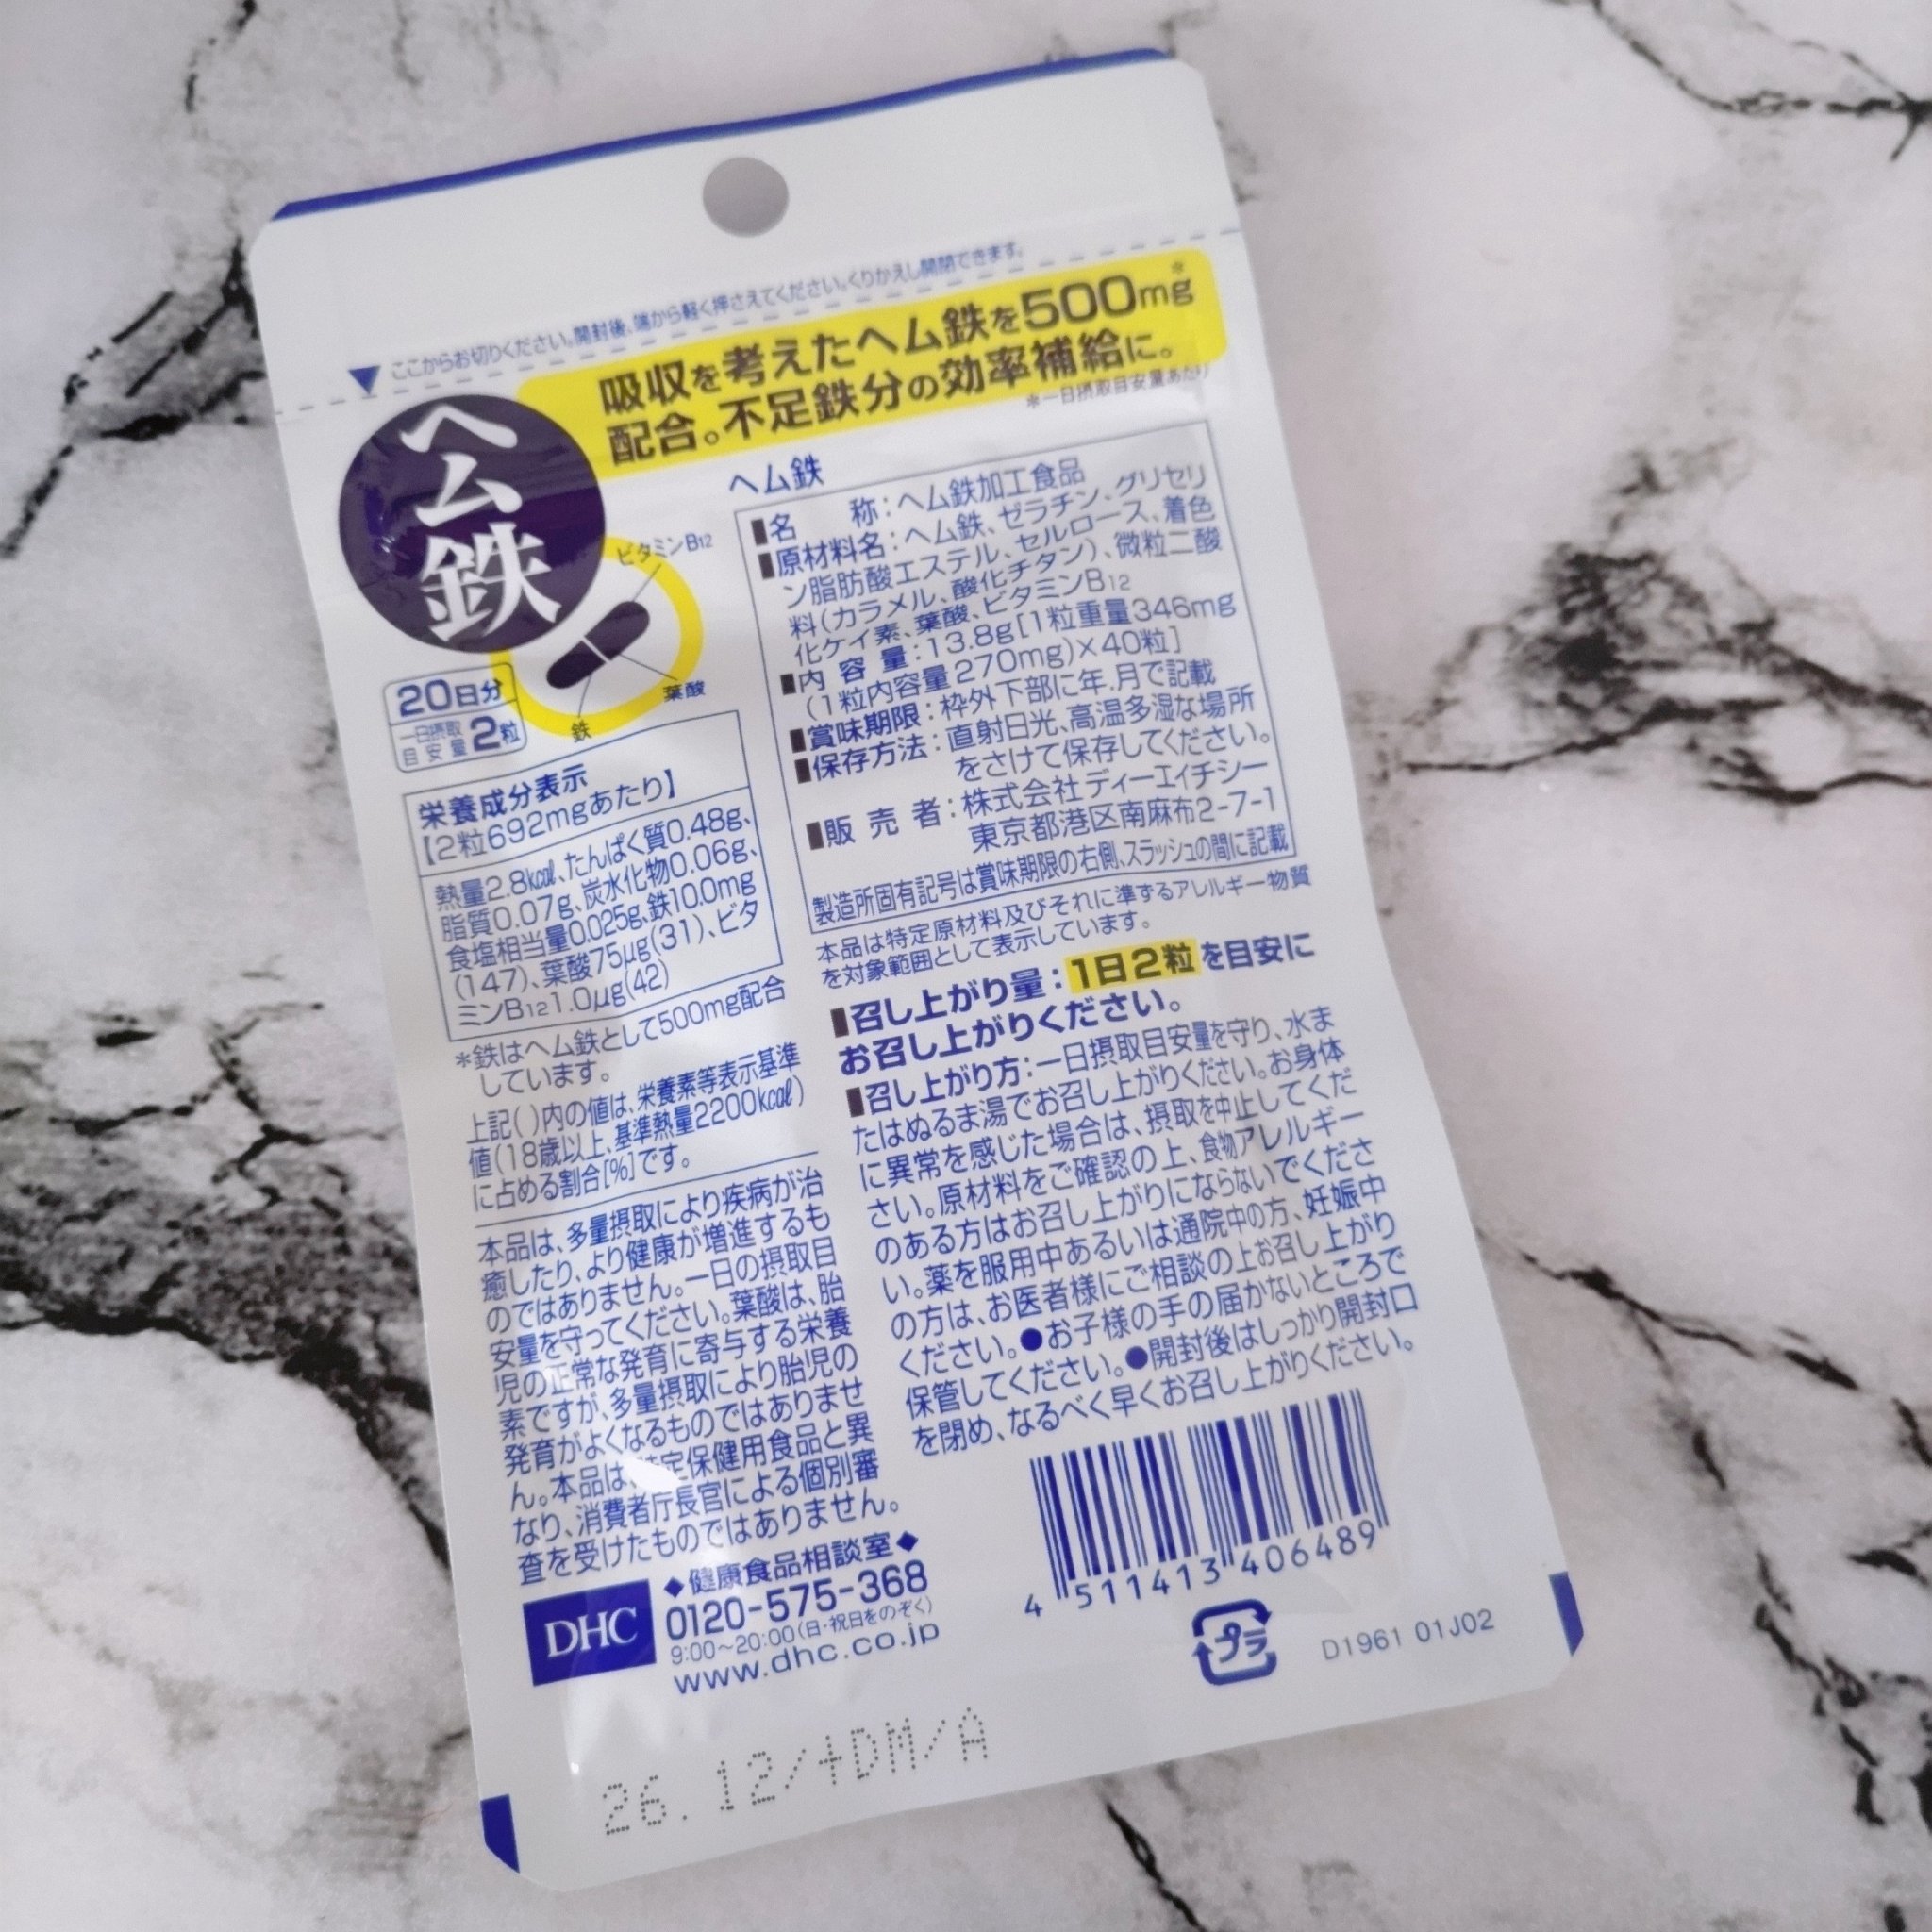 ▼ここからお切りください。開封後、端から軽く押さえてください。くりかえし開閉できます。
吸収を考えたヘム鉄を500mg*
配合。不足鉄分の効率補給に。
*一日摂取目安量あたり
ヘム
鉄
ビタミンB12
葉酸
鉄
20日分
一日摂取
目安量2粒
栄養成分表示
【2粒692mgあたり】
熱量2.8kcal、たんぱく質0.48g、
脂質0.07g、炭水化物0.06g、
食塩相当量0.025g、鉄10.0mg
(147)、葉酸75μg(31)、ビタ
ミンB12 1.0μg(42)
*鉄はヘム鉄として500mg配合
しています。
上記( )内の値は、栄養素等表示基準
値(18歳以上、基準熱量2200kcal)
に占める割合[%]です。
本品は、多量摂取により疾病が治
癒したり、より健康が増進するも
のではありません。一日の摂取目
安量を守ってください。葉酸は、胎
児の正常な発育に寄与する栄養
素ですが、多量摂取により胎児の
発育がよくなるものではありませ
ん。本品は、特定保健用食品と異
なり、消費者庁長官による個別審
査を受けたものではありません。
ヘム鉄
■名 称:ヘム鉄加工食品
■原材料名:ヘム鉄、ゼラチン、グリセリ
ン脂肪酸エステル、セルロース、着色
料(カラメル、酸化チタン)、微粒二酸
化ケイ素、葉酸、ビタミンB12
■内容量:13.8g[1粒重量346mg
(1粒内容量270mg)×40粒]
■賞味期限:枠外下部に年.月で記載
■保存方法:直射日光、高温多湿な場所
をさけて保存してください。
■販売者:株式会社ディーエイチシー
東京都港区南麻布2-7-1
製造所固有記号は賞味期限の右側、スラッシュの間に記載
本品は特定原材料及びそれに準ずるアレルギー物質
を対象範囲として表示しています。
■召し上がり量:1日2粒を目安に
お召し上がりください。
■召し上がり方:一日摂取目安量を守り、水ま
たはぬるま湯でお召し上がりください。お身体
に異常を感じた場合は、摂取を中止してくだ
さい。原材料をご確認の上、食物アレルギー
のある方はお召し上がりにならないでくださ
い。薬を服用中あるいは通院中の方、妊娠中
の方は、お医者様にご相談の上お召し上がり
ください。●お子様の手の届かないところで
保管してください。●開封後はしっかり開封口
を閉め、なるべく早くお召し上がりください。
DHC
◆健康食品相談室◆
0120-575-368
9:00~20:00(日・祝日をのぞく)
www.dhc.co.jp
4 511413 406489
プラ
D1961 01J02
26.12/+DM/A